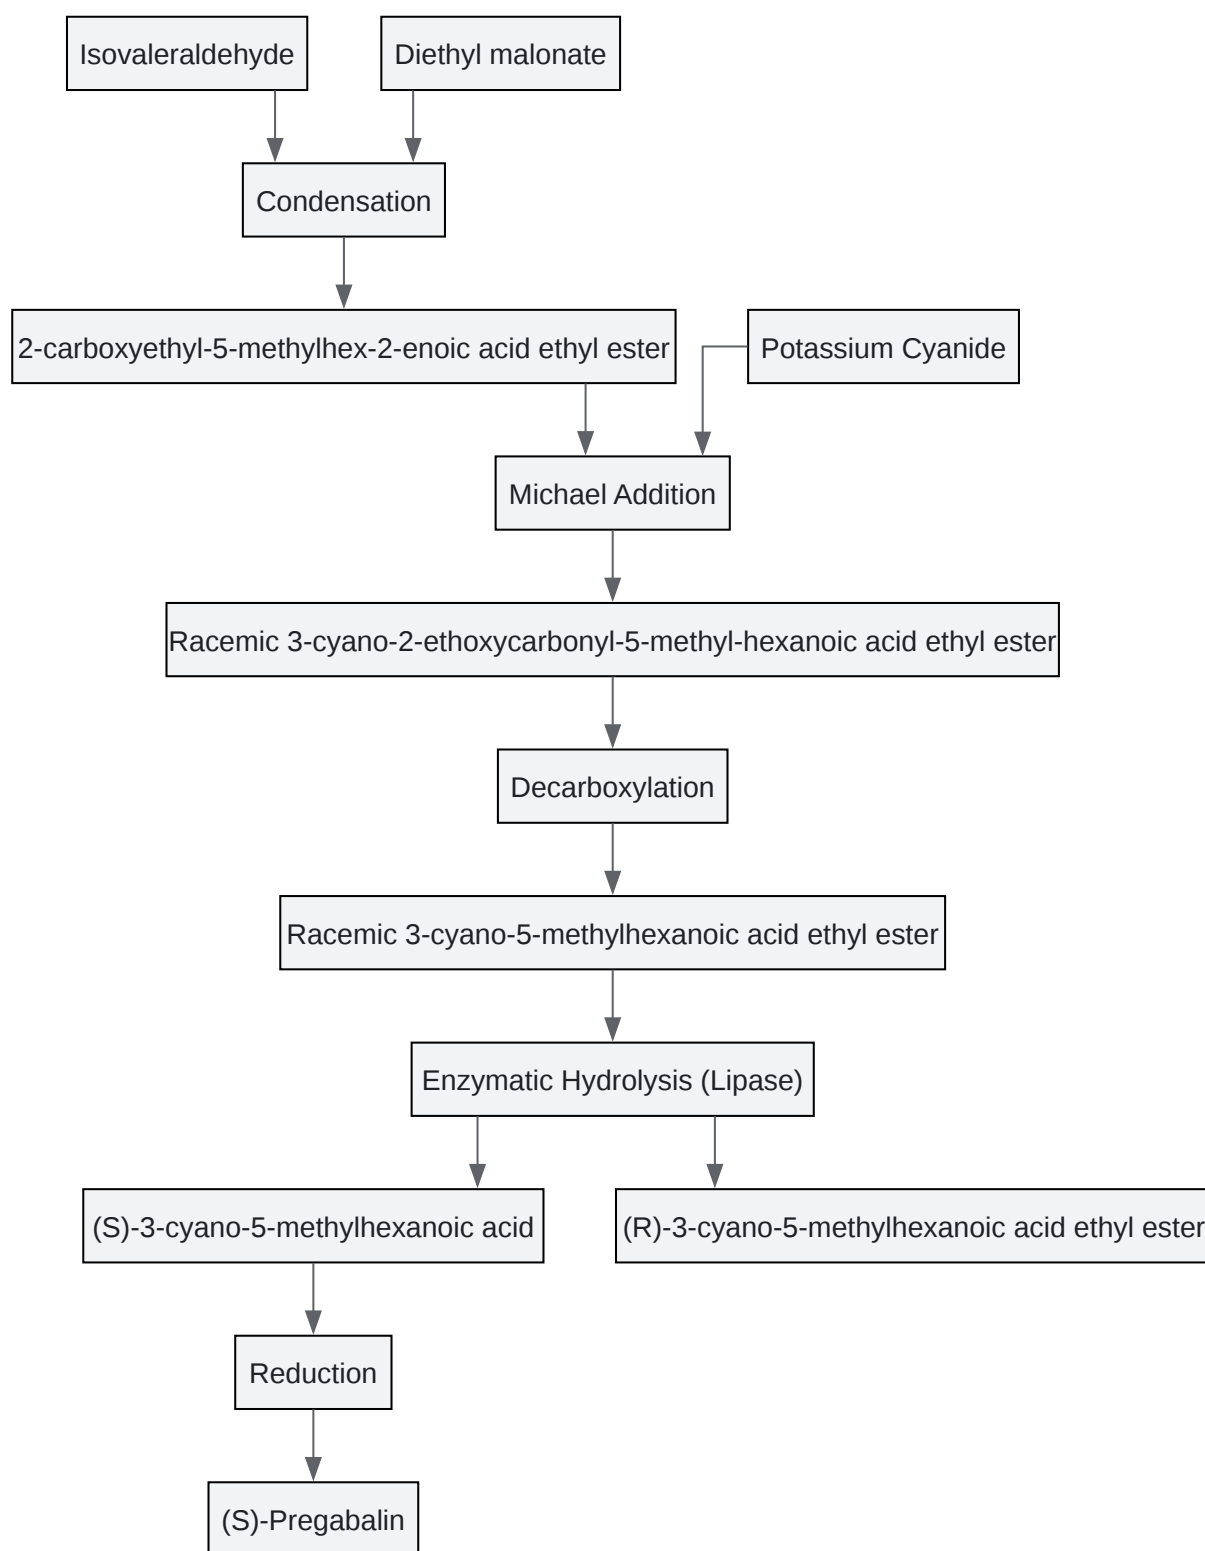 Isovaleraldehyde
Diethyl malonate
Condensation
2-carboxyethyl-5-methylhex-2-enoic acid ethyl ester
Potassium Cyanide
Michael Addition
Racemic 3-cyano-2-ethoxycarbonyl-5-methyl-hexanoic acid ethyl ester
Decarboxylation
Racemic 3-cyano-5-methylhexanoic acid ethyl ester
Enzymatic Hydrolysis (Lipase)
(S)-3-cyano-5-methylhexanoic acid
(R)-3-cyano-5-methylhexanoic acid ethyl ester
Reduction
(S)-Pregabalin